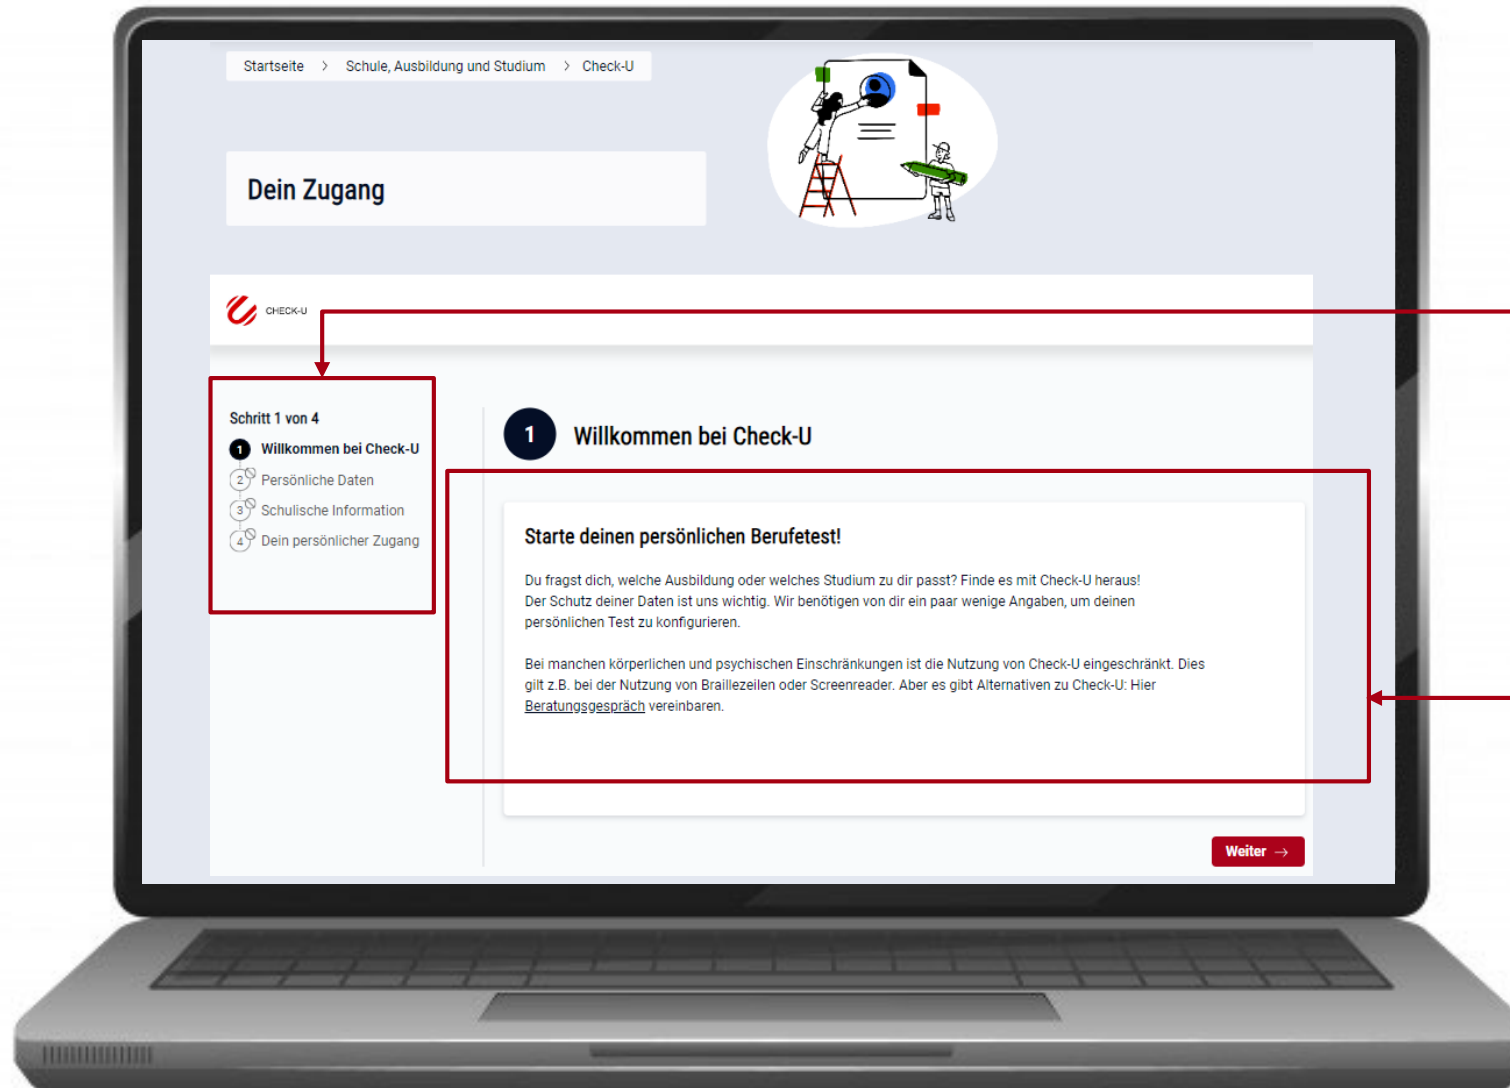 Startseite > Schule, Ausbildung und Studium > Check-U
Dein Zugang
CHECK-U
Schritt 1 von 4
1 Willkommen bei Check-U
2 Persönliche Daten
3 Schulische Information
4 Dein persönlicher Zugang
1 Willkommen bei Check-U
Starte deinen persönlichen Berufetest!
Du fragst dich, welche Ausbildung oder welches Studium zu dir passt? Finde es mit Check-U heraus!
Der Schutz deiner Daten ist uns wichtig. Wir benötigen von dir ein paar wenige Angaben, um deinen
persönlichen Test zu konfigurieren.
Bei manchen körperlichen und psychischen Einschränkungen ist die Nutzung von Check-U eingeschränkt. Dies
gilt z.B. bei der Nutzung von Braillezeilen oder Screenreader. Aber es gibt Alternativen zu Check-U: Hier
Beratungsgespräch vereinbaren.
Weiter →